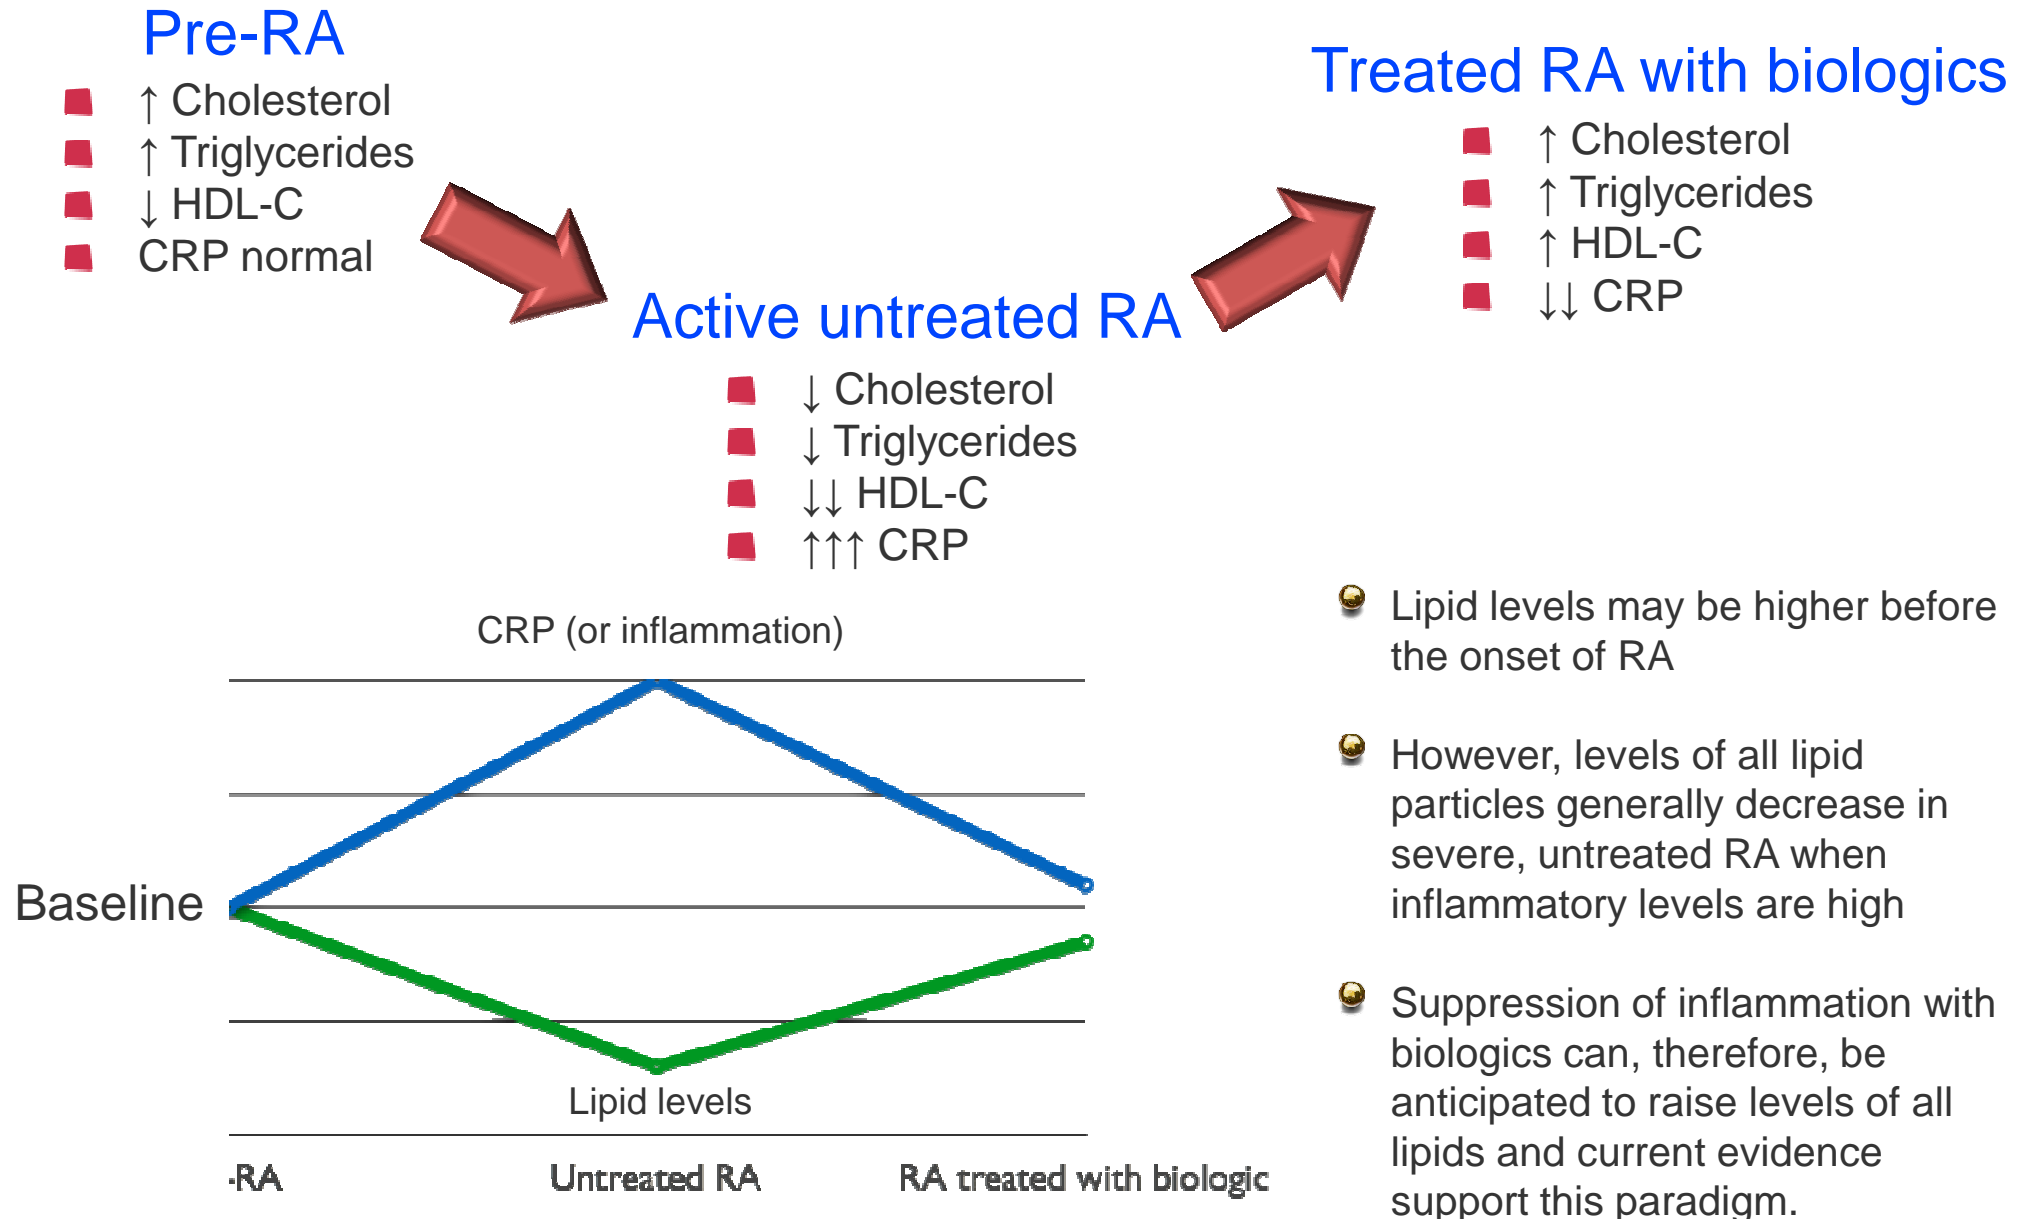 Pre-RA
↑ Cholesterol
↑ Triglycerides
↓ HDL-C
CRP normal
Treated RA with biologics
↑ Cholesterol
↑ Triglycerides
↑ HDL-C
↓↓ CRP
Active untreated RA
↓ Cholesterol
↓ Triglycerides
↓↓ HDL-C
↑↑↑ CRP
CRP (or inflammation)
Baseline
Lipid levels
-RA
Untreated RA
RA treated with biologic
Lipid levels may be higher before
the onset of RA
However, levels of all lipid
particles generally decrease in
severe, untreated RA when
inflammatory levels are high
Suppression of inflammation with
biologics can, therefore, be
anticipated to raise levels of all
lipids and current evidence
support this paradigm.